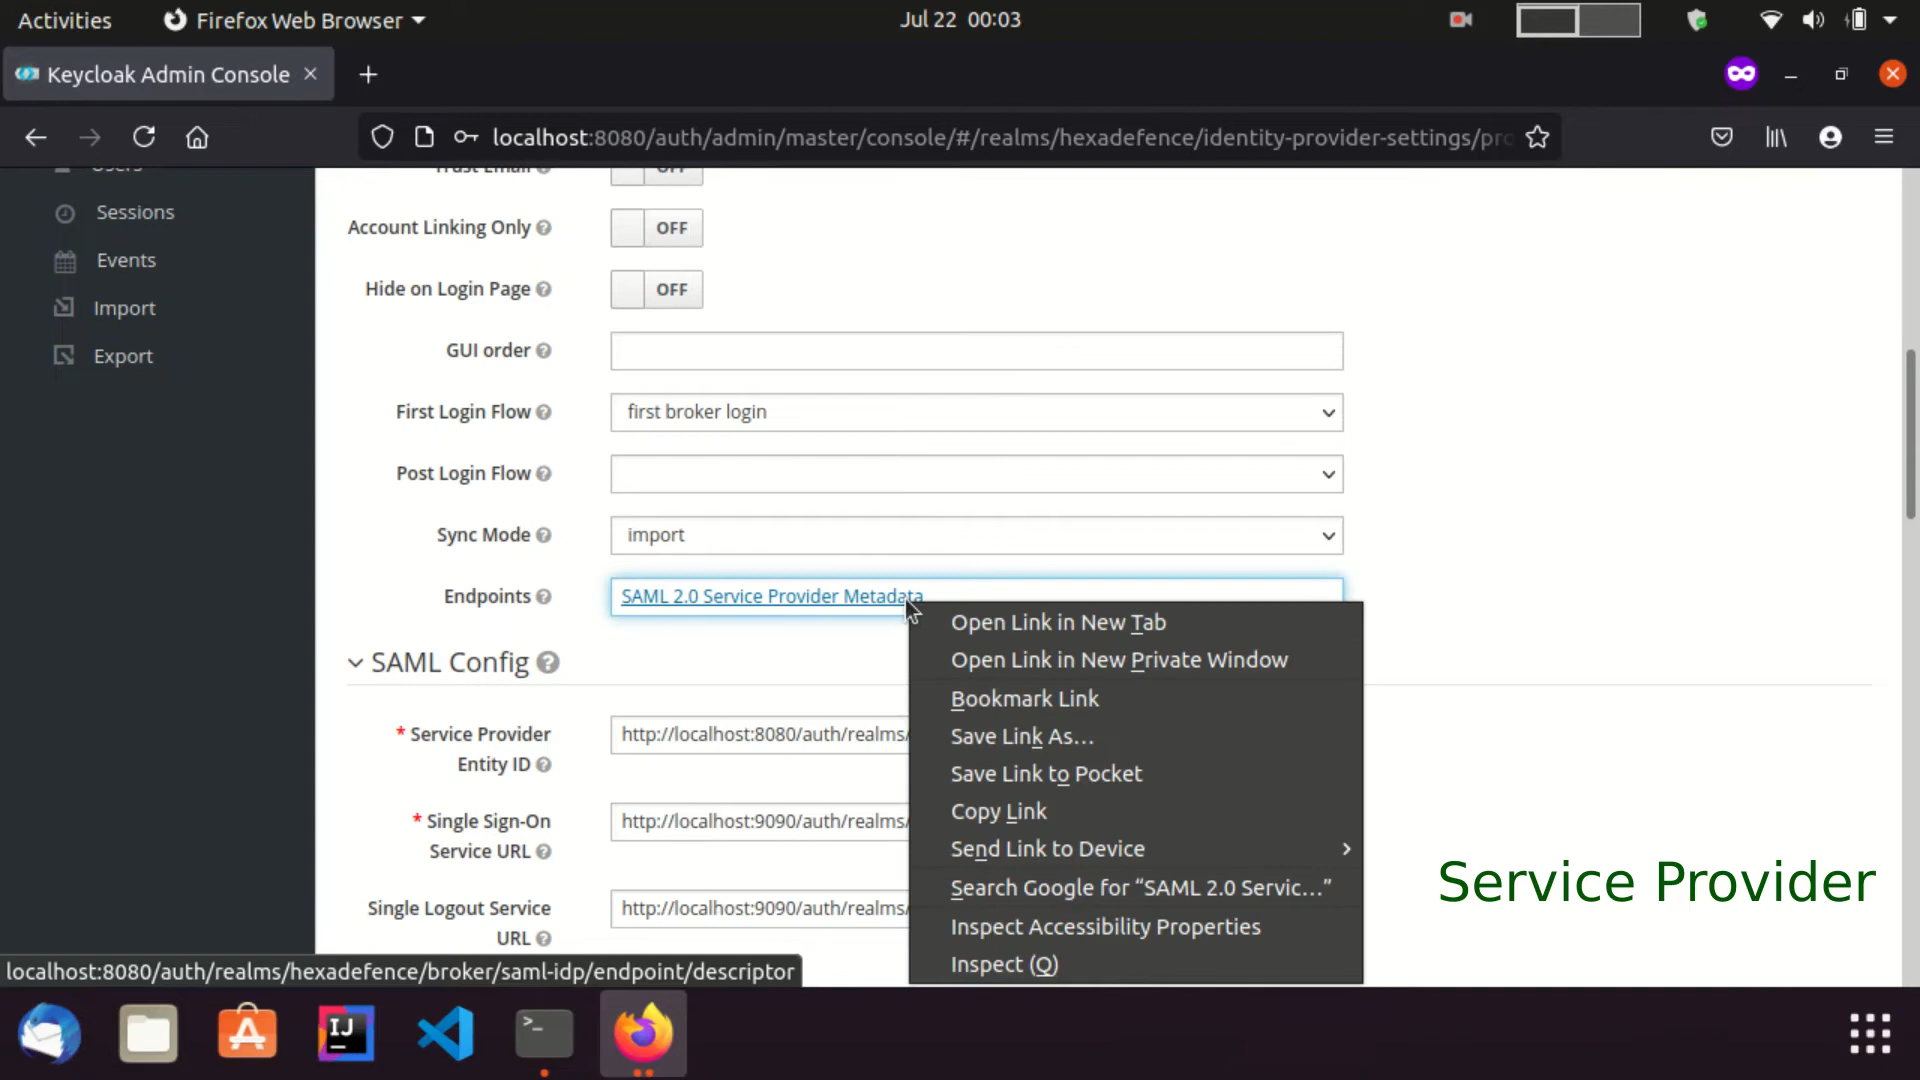 Activities
Firefox Web Browser
Jul 22 00:03
Keycloak Admin Console
localhost:8080/auth/admin/master/console/#/realms/hexadefence/identity-provider-settings/pro
Users
Trust Email
OFF
Sessions
Account Linking Only
OFF
Events
Hide on Login Page
OFF
Import
GUI order
Export
First Login Flow
first broker login
Post Login Flow
Sync Mode
import
Endpoints
SAML 2.0 Service Provider Metadata
Open Link in New Tab
Open Link in New Private Window
Bookmark Link
Save Link As...
Save Link to Pocket
Copy Link
Send Link to Device
Search Google for “SAML 2.0 Servic...”
Inspect Accessibility Properties
Inspect (Q)
SAML Config
* Service Provider
Entity ID
http://localhost:8080/auth/realms/
* Single Sign-On
Service URL
http://localhost:9090/auth/realms/
Single Logout Service
URL
http://localhost:9090/auth/realms/
Service Provider
localhost:8080/auth/realms/hexadefence/broker/saml-idp/endpoint/descriptor
IJ